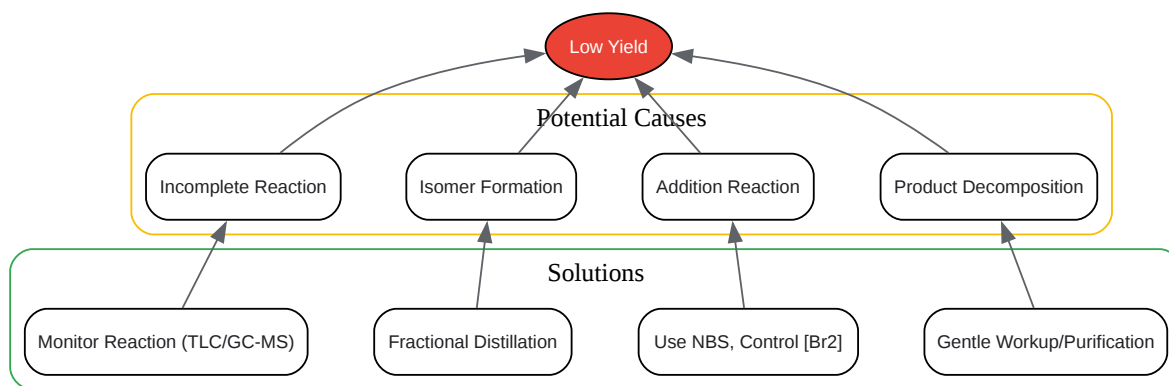 Low Yield
Potential Causes
Incomplete Reaction
Isomer Formation
Addition Reaction
Product Decomposition
Solutions
Monitor Reaction (TLC/GC-MS)
Fractional Distillation
Use NBS, Control [Br2]
Gentle Workup/Purification